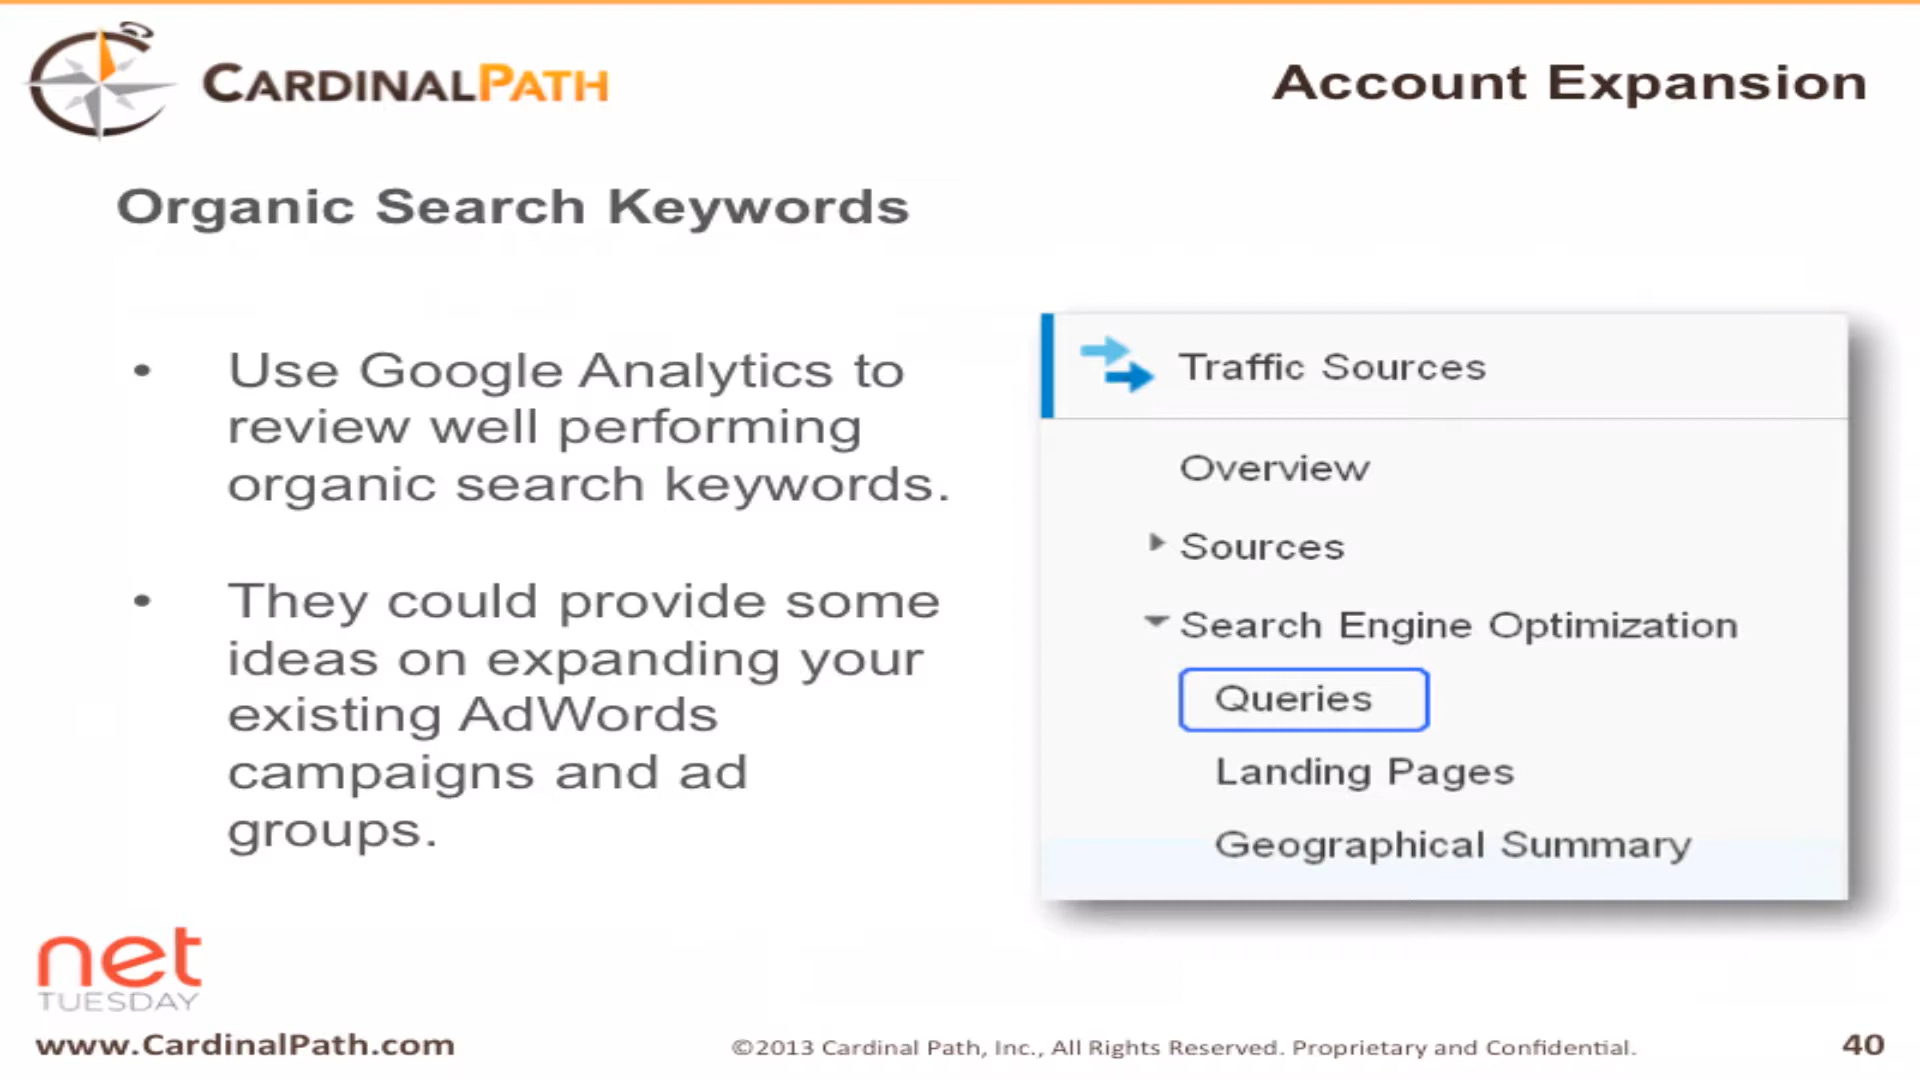 CARDINALPATH
Account Expansion
Organic Search Keywords
• Use Google Analytics to
review well performing
organic search keywords.
• They could provide some
ideas on expanding your
existing AdWords
campaigns and ad
groups.
Traffic Sources
Overview
Sources
Search Engine Optimization
Queries
Landing Pages
Geographical Summary
net
TUESDAY
www.CardinalPath.com
©2013 Cardinal Path, Inc., All Rights Reserved. Proprietary and Confidential.
40